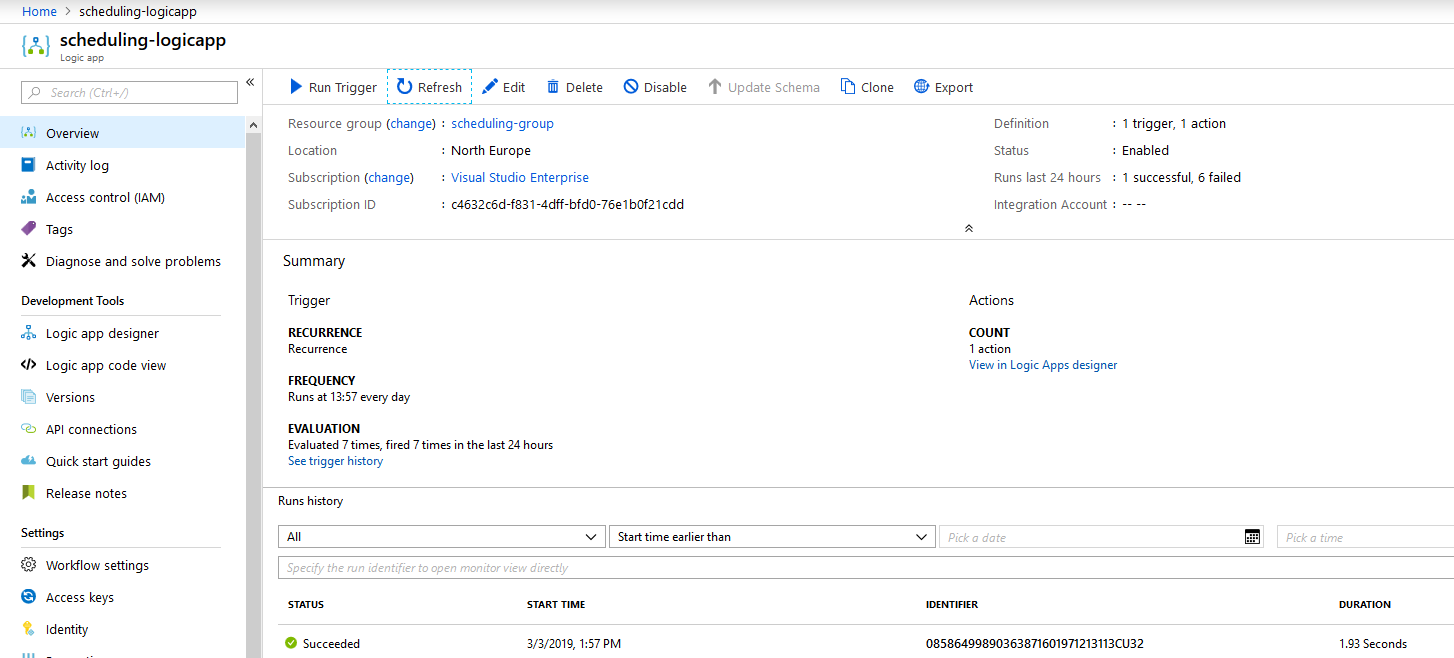 Home > scheduling-logicapp
scheduling-logicapp
Logic app
Search (Ctrl+/)
«
Overview
Activity log
Access control (IAM)
Tags
Diagnose and solve problems
Development Tools
Logic app designer
Logic app code view
Versions
API connections
Quick start guides
Release notes
Settings
Workflow settings
Access keys
Identity
Run Trigger Refresh Edit Delete Disable Update Schema Clone Export
Resource group (change) : scheduling-group
Location : North Europe
Subscription (change) : Visual Studio Enterprise
Subscription ID : c4632c6d-f831-4dff-bfd0-76e1b0f21cdd
Definition : 1 trigger, 1 action
Status : Enabled
Runs last 24 hours : 1 successful, 6 failed
Integration Account : -- --
Summary
Trigger
RECURRENCE
Recurrence
FREQUENCY
Runs at 13:57 every day
EVALUATION
Evaluated 7 times, fired 7 times in the last 24 hours
See trigger history
Actions
COUNT
1 action
View in Logic Apps designer
Runs history
All Start time earlier than Pick a date Pick a time
Specify the run identifier to open monitor view directly
STATUS START TIME IDENTIFIER DURATION
Succeeded 3/3/2019, 1:57 PM 08586499890363871601971213113CU32 1.93 Seconds